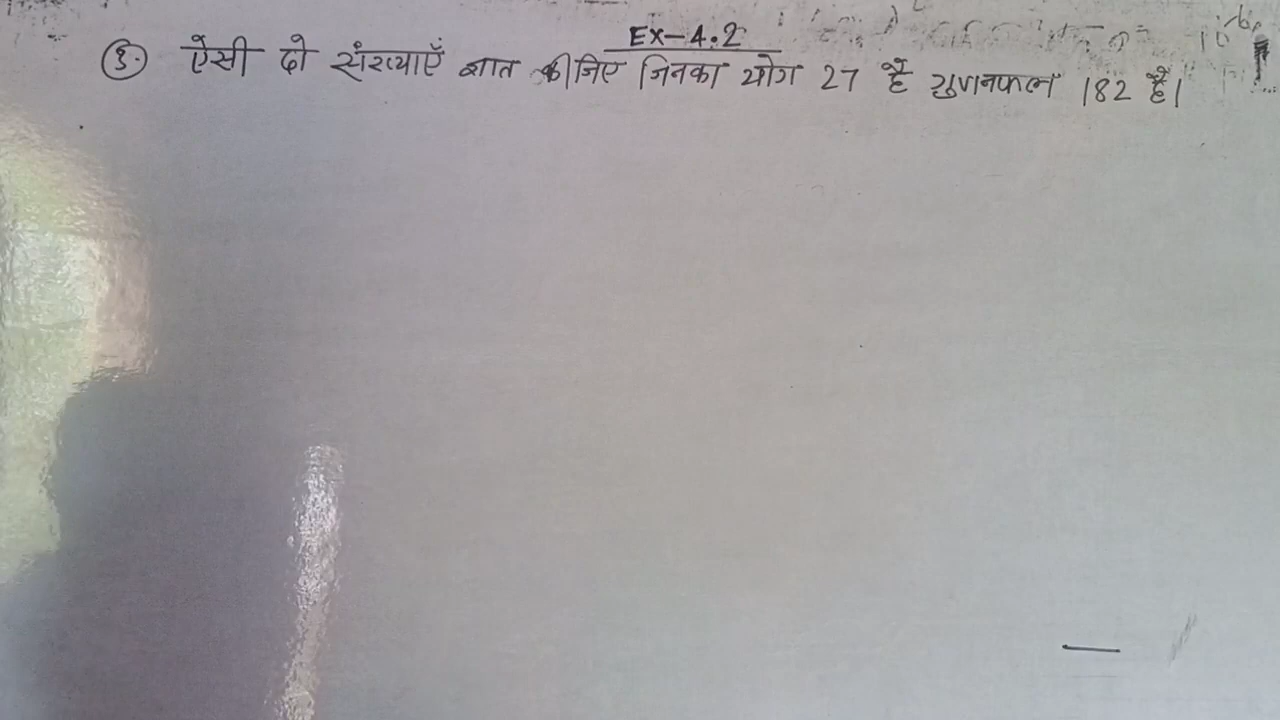 Ex-4.2
3. ऐसी दो संख्याएँ ज्ञात कीजिए जिनका योग 27 है गुणनफल 182 है।